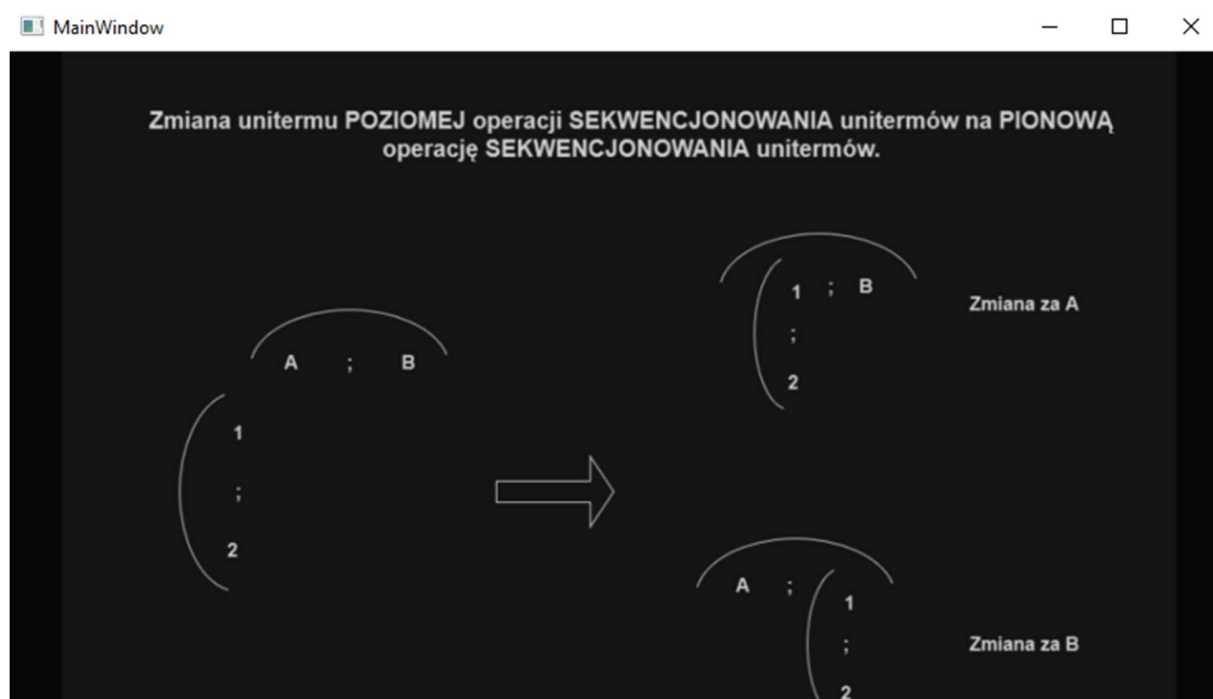 MainWindow
Zmiana unitermu POZIOMEJ operacji SEKWENCJONOWANIA unitermów na PIONOWĄ
operację SEKWENCJONOWANIA unitermów.
A ; B
1
;
2
1 ; B
;
2
Zmiana za A
A ; 1
;
2
Zmiana za B